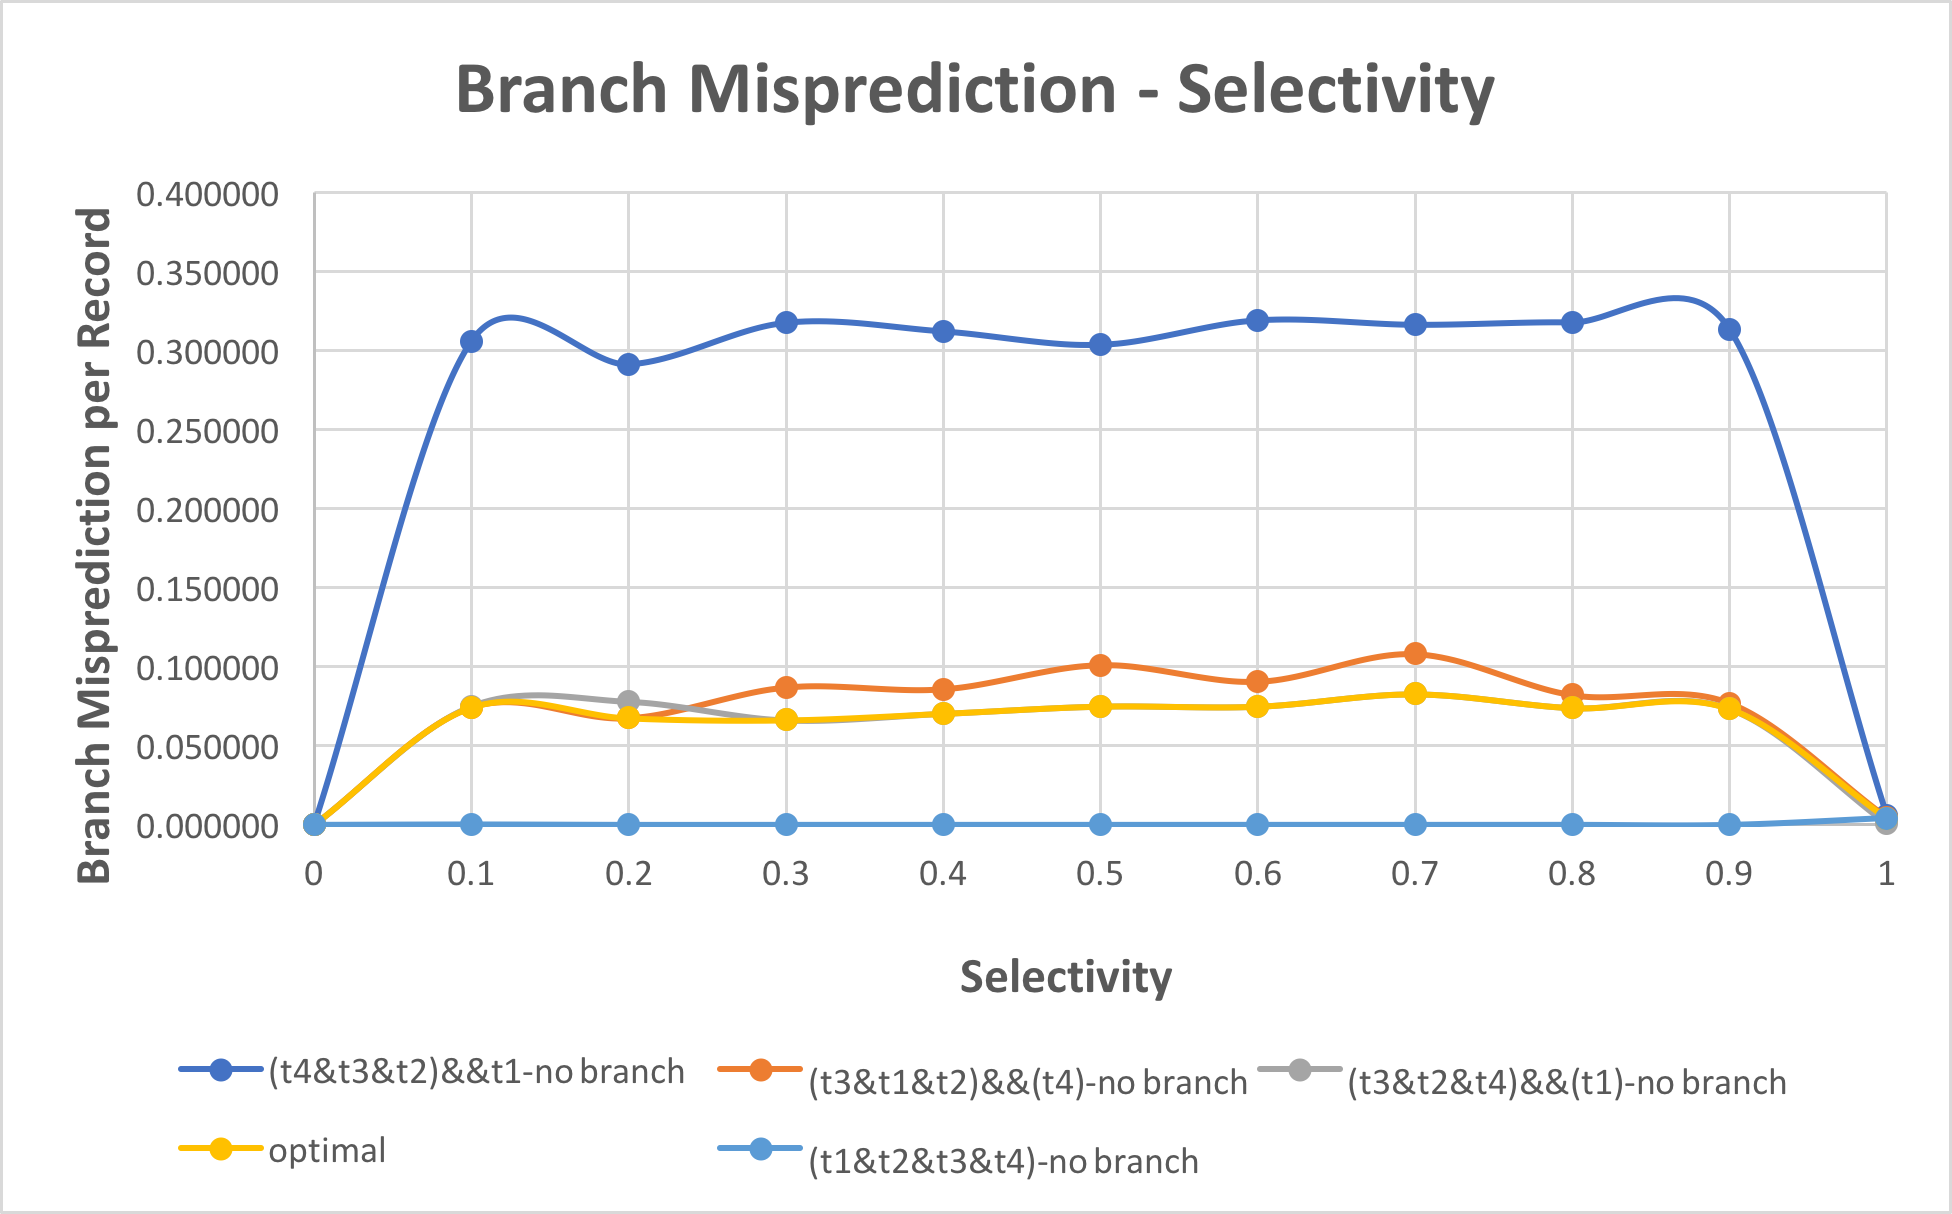 Branch Misprediction - Selectivity
Branch Misprediction per Record
0.400000
0.350000
0.300000
0.250000
0.200000
0.150000
0.100000
0.050000
0.000000
0 0.1 0.2 0.3 0.4 0.5 0.6 0.7 0.8 0.9 1
Selectivity
(t4&t3&t2)&&t1-no branch (t3&t1&t2)&&(t4)-no branch (t3&t2&t4)&&(t1)-no branch
optimal (t1&t2&t3&t4)-no branch